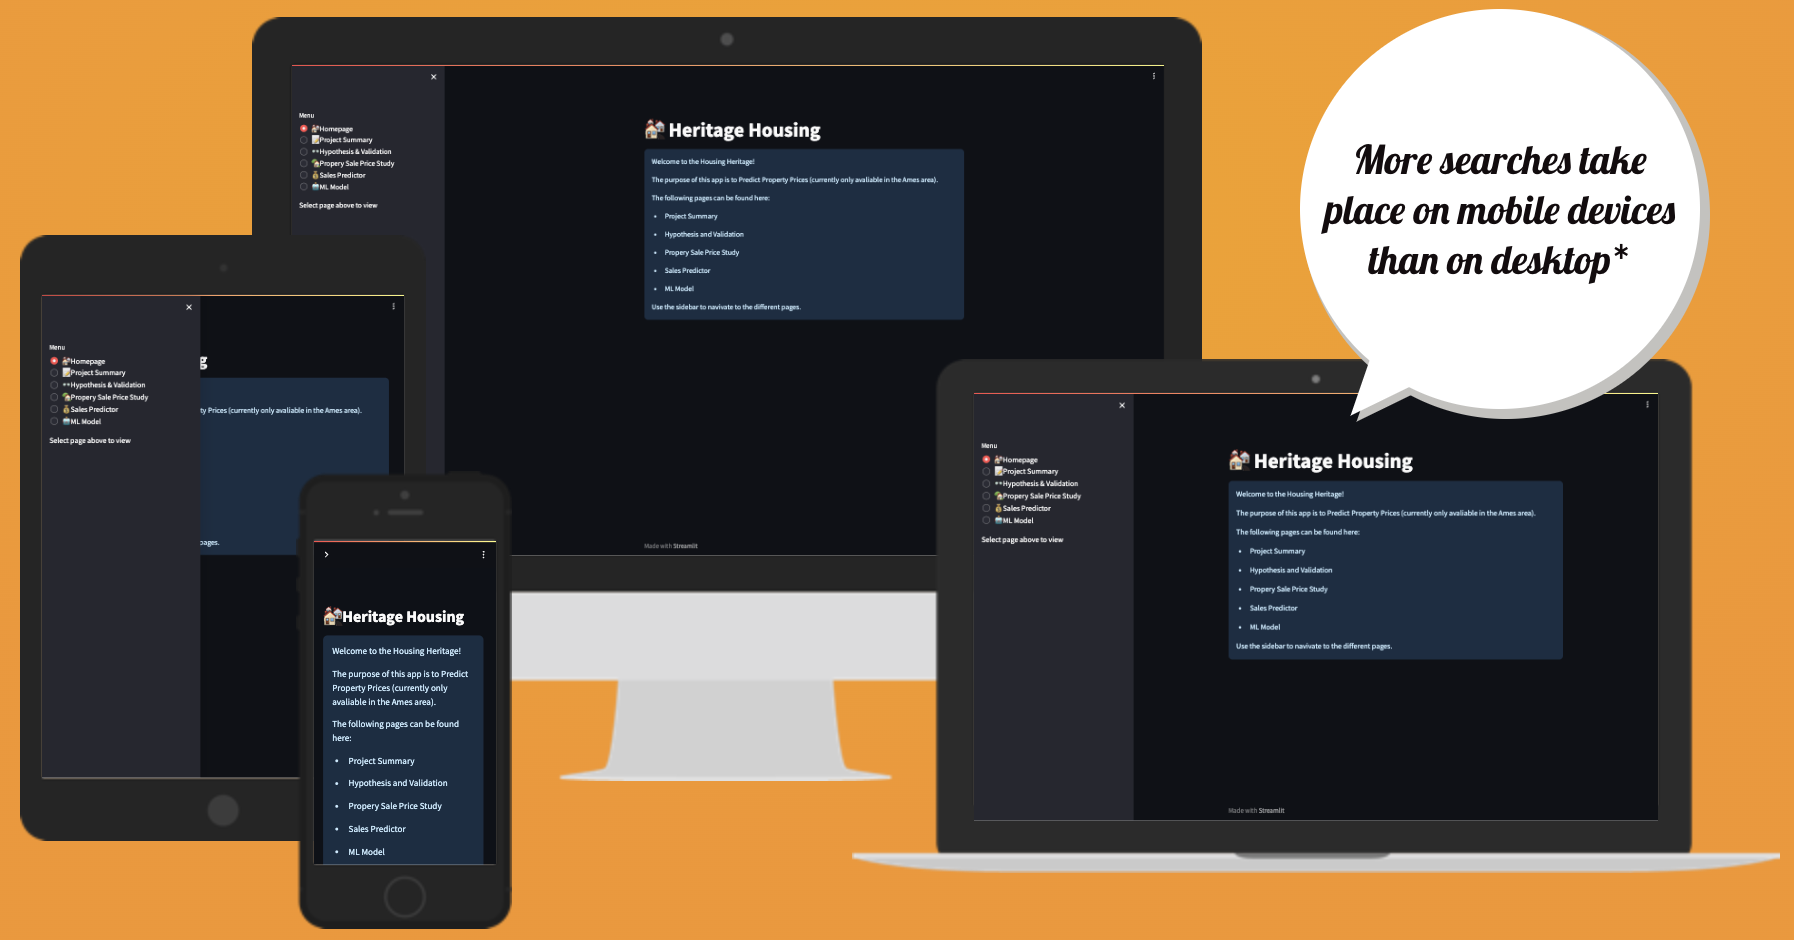 Menu
Homepage
Project Summary
Hypothesis & Validation
Propery Sale Price Study
Sales Predictor
ML Model
Select page above to view
Heritage Housing
Welcome to the Housing Heritage!
The purpose of this app is to Predict Property Prices (currently only avaliable in the Ames area).
The following pages can be found here:
Project Summary
Hypothesis and Validation
Propery Sale Price Study
Sales Predictor
ML Model
Use the sidebar to navivate to the different pages.
Made with Streamlit
More searches take
place on mobile devices
than on desktop*
Menu
Homepage
Project Summary
Hypothesis & Validation
Propery Sale Price Study
Sales Predictor
ML Model
Select page above to view
g
ty Prices (currently only avaliable in the Ames area).
pages.
Heritage Housing
Welcome to the Housing Heritage!
The purpose of this app is to Predict
Property Prices (currently only
avaliable in the Ames area).
The following pages can be found
here:
Project Summary
Hypothesis and Validation
Propery Sale Price Study
Sales Predictor
ML Model
Menu
Homepage
Project Summary
Hypothesis & Validation
Propery Sale Price Study
Sales Predictor
ML Model
Select page above to view
Heritage Housing
Welcome to the Housing Heritage!
The purpose of this app is to Predict Property Prices (currently only avaliable in the Ames area).
The following pages can be found here:
Project Summary
Hypothesis and Validation
Propery Sale Price Study
Sales Predictor
ML Model
Use the sidebar to navivate to the different pages.
Made with Streamlit